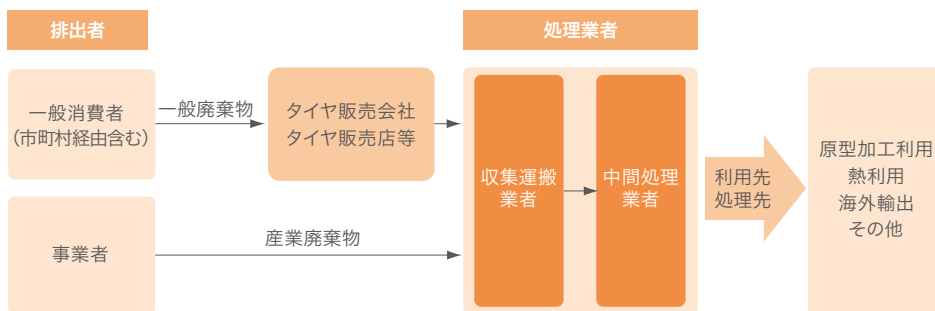 排出者
処理業者
一般消費者
(市町村経由含む)
一般廃棄物
タイヤ販売会社
タイヤ販売店等
収集運搬
業者
中間処理
業者
利用先
処理先
原型加工利用
熱利用
海外輸出
その他
事業者
産業廃棄物